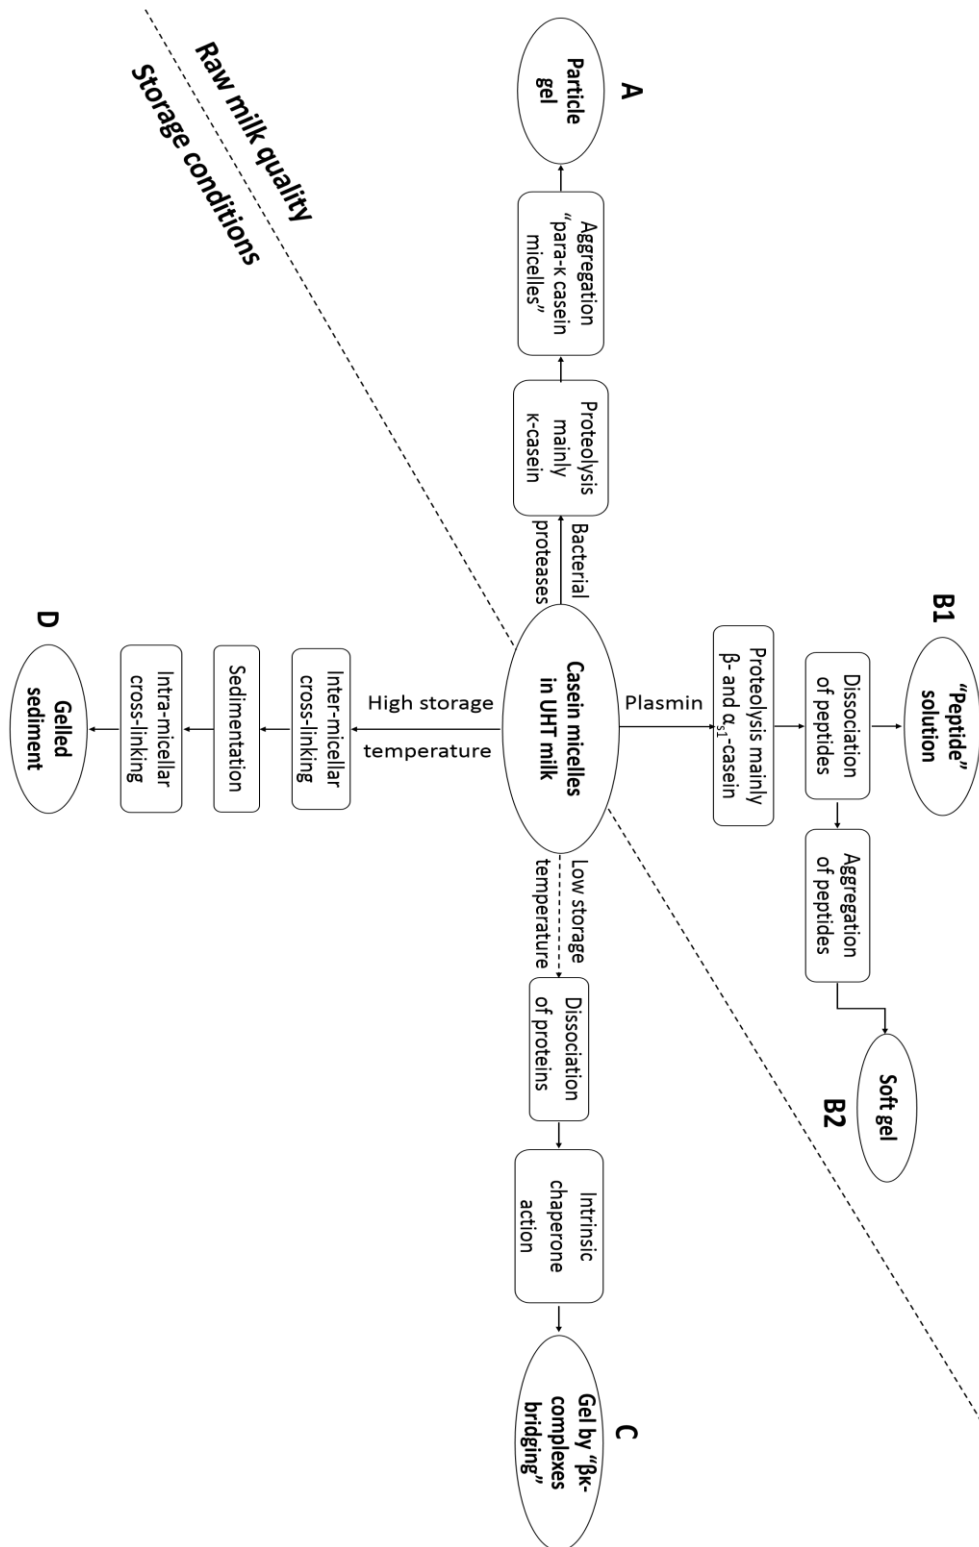 Raw milk quality
Storage conditions
A
Particle
gel
Aggregation
“para-κ casein
micelles”
Proteolysis
mainly
κ-casein
Bacterial
proteases
Casein micelles
in UHT milk
Plasmin
Proteolysis mainly
β- and αs1-casein
Dissociation
of peptides
B1
“Peptide”
solution
Aggregation
of peptides
Soft gel
B2
High storage
temperature
Inter-micellar
cross-linking
Sedimentation
Intra-micellar
cross-linking
Gelled
sediment
D
Low storage
temperature
Dissociation
of proteins
Intrinsic
chaperone
action
Gel by “βκ-
complexes
bridging”
C